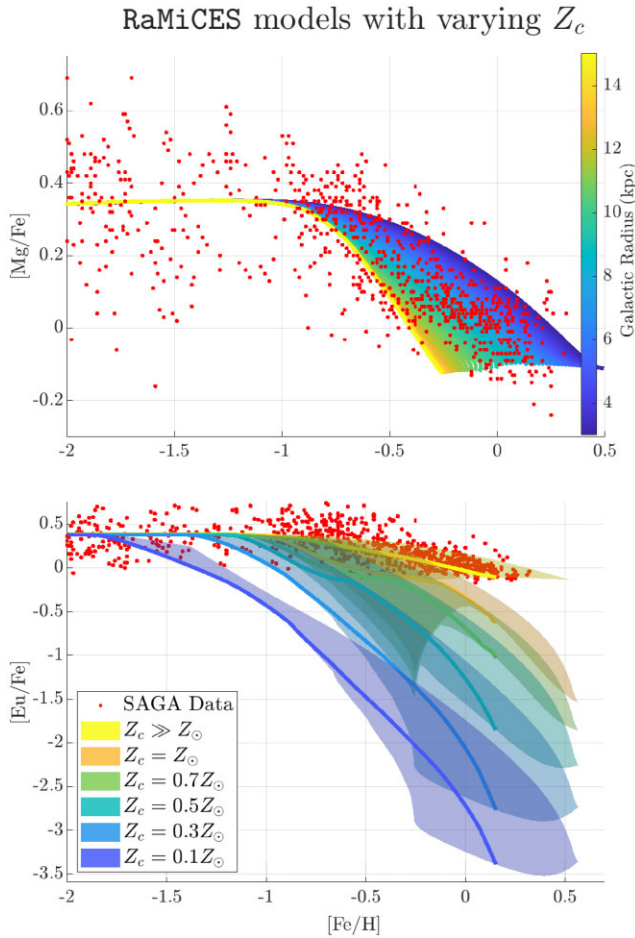 RaMiCES models with varying Z_c
0.6
0.4
0.2
0
-0.2
[Mg/Fe]
-2 -1.5 -1 -0.5 0 0.5
14
12
10
8
6
4
Galactic Radius (kpc)
0.5
0
-0.5
-1
-1.5
-2
-2.5
-3
-3.5
[Eu/Fe]
SAGA Data
Z_c ≫ Z_⊙
Z_c = Z_⊙
Z_c = 0.7Z_⊙
Z_c = 0.5Z_⊙
Z_c = 0.3Z_⊙
Z_c = 0.1Z_⊙
-2 -1.5 -1 -0.5 0 0.5
[Fe/H]